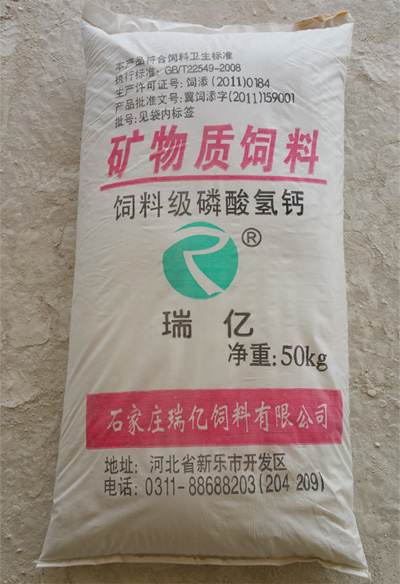 本产品符合饲料卫生标准
执行标准: GB/T22549-2008
生产许可证号: 饲添 (2011)0184
产品批准文号: 冀饲添字(2011)159001
批号: 见袋内标签
矿物质饲料
饲料级磷酸氢钙
®
瑞亿
净重: 50kg
石家庄瑞亿饲料有限公司
地址: 河北省新乐市开发区
电话: 0311-88688203(204 209)